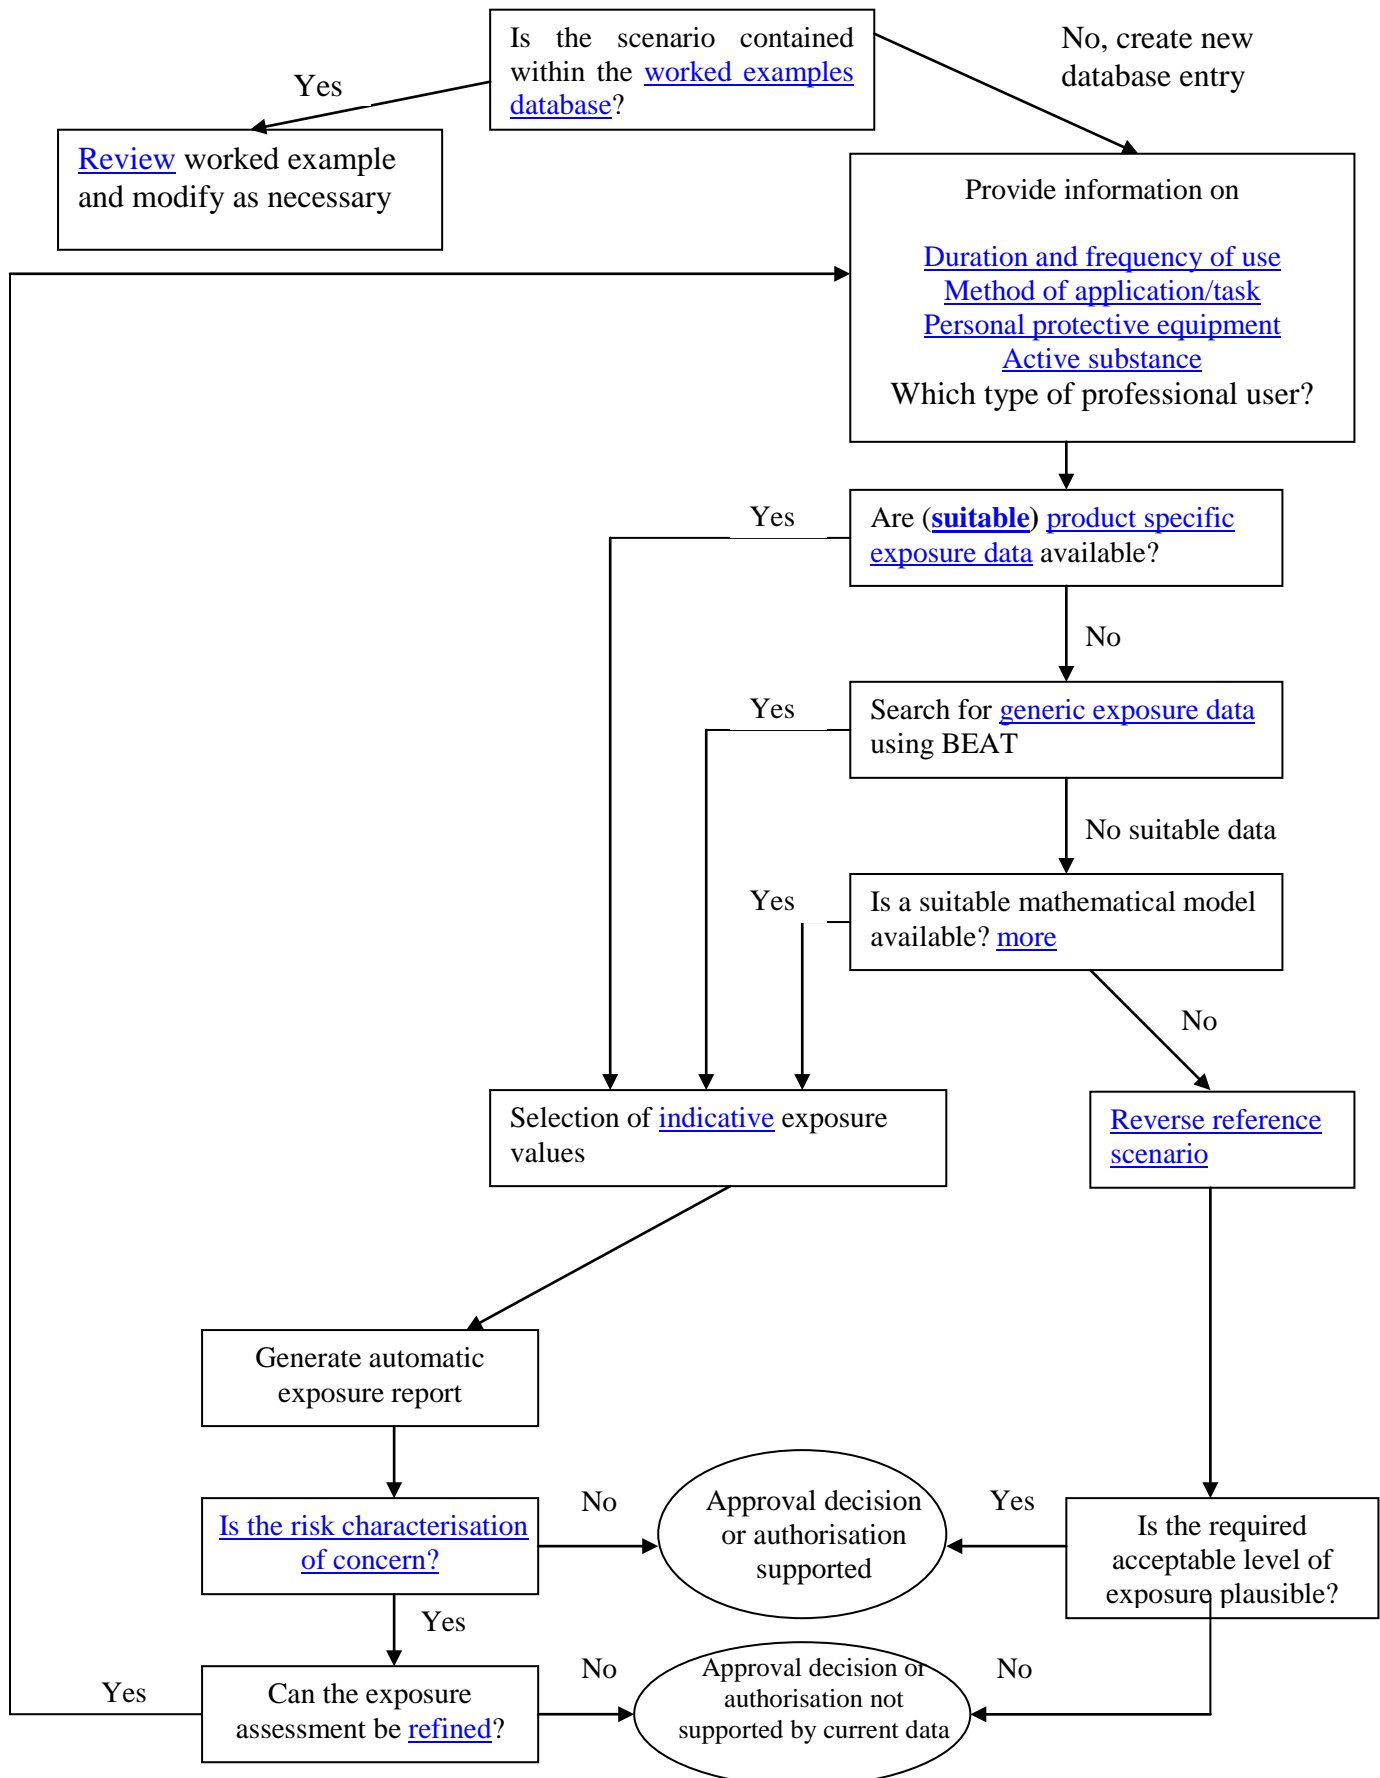 Is the scenario contained
within the worked examples
database?
No, create new
database entry
Yes
Review worked example
and modify as necessary
Provide information on
Duration and frequency of use
Method of application/task
Personal protective equipment
Active substance
Which type of professional user?
Yes
Are (suitable) product specific
exposure data available?
No
Yes
Search for generic exposure data
using BEAT
No suitable data
Yes
Is a suitable mathematical model
available? more
No
Selection of indicative exposure
values
Reverse reference
scenario
Generate automatic
exposure report
Is the risk characterisation
of concern?
No
Approval decision
or authorisation
supported
Yes
Is the required
acceptable level of
exposure plausible?
Yes
Yes
Can the exposure
assessment be refined?
No
Approval decision or
authorisation not
supported by current data
No